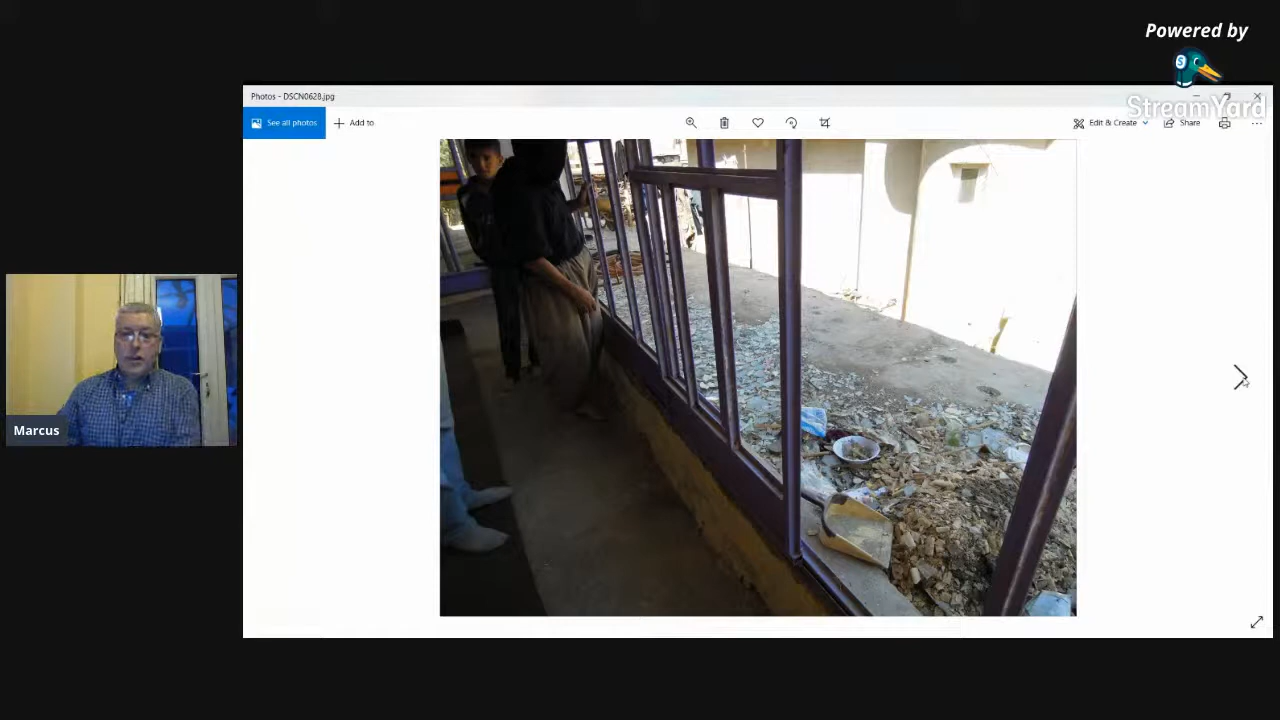 Powered by
StreamYard
Photos - DSCN0628.jpg
See all photos
Add to
Edit & Create
Share
Marcus